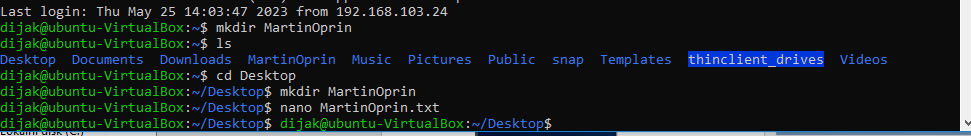 Last login: Thu May 25 14:03:47 2023 from 192.168.103.24
dijak@ubuntu-VirtualBox:~$ mkdir MartinOprin
dijak@ubuntu-VirtualBox:~$ ls
Desktop Documents Downloads MartinOprin Music Pictures Public snap Templates thinclient_drives Videos
dijak@ubuntu-VirtualBox:~$ cd Desktop
dijak@ubuntu-VirtualBox:~/Desktop$ mkdir MartinOprin
dijak@ubuntu-VirtualBox:~/Desktop$ nano MartinOprin.txt
dijak@ubuntu-VirtualBox:~/Desktop$ dijak@ubuntu-VirtualBox:~/Desktop$